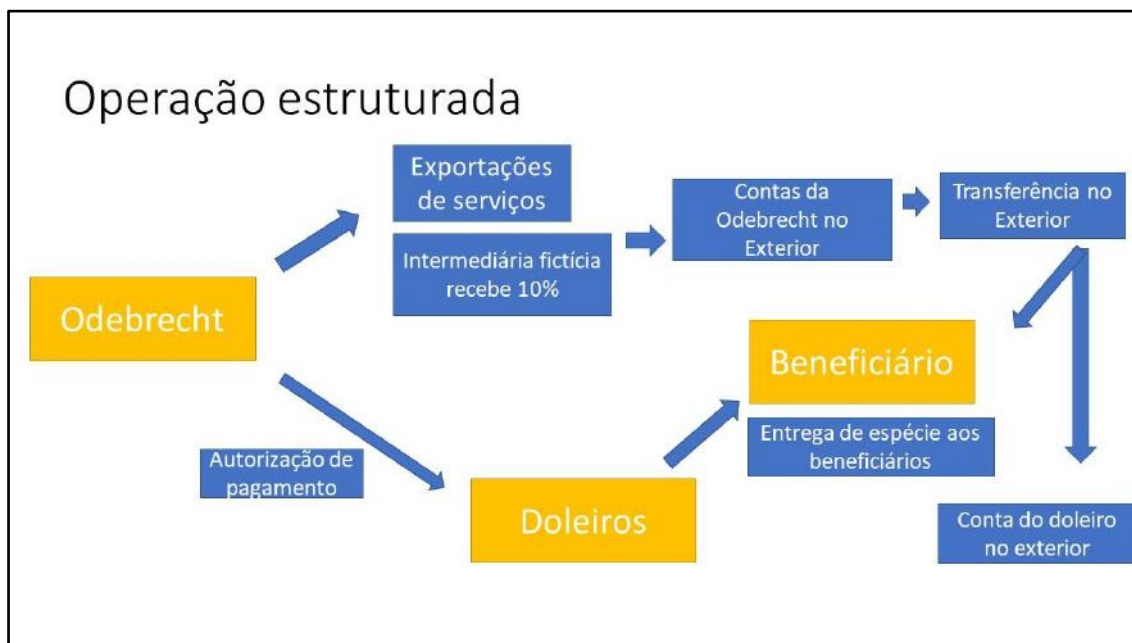 Operação estruturada
Exportações
de serviços
Intermediária fictícia
recebe 10%
Contas da
Odebrecht no
Exterior
Transferência no
Exterior
Odebrecht
Beneficiário
Entrega de espécie aos
beneficiários
Autorização de
pagamento
Doleiros
Conta do doleiro
no exterior